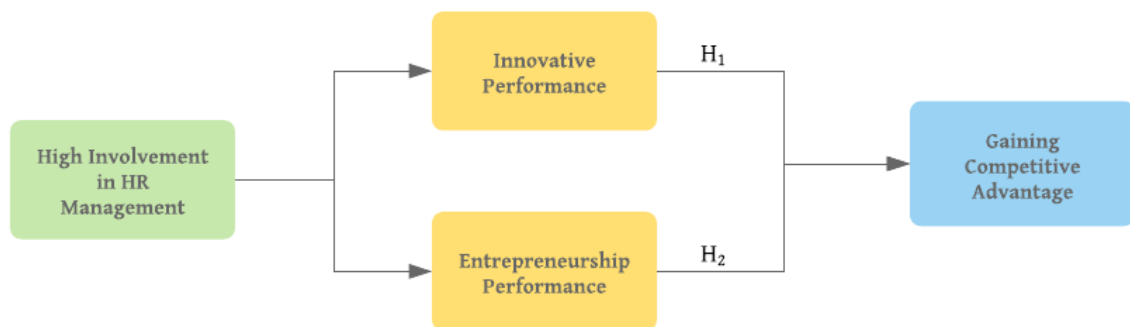 High Involvement
in HR
Management
Innovative
Performance
H₁
Entrepreneurship
Performance
H₂
Gaining
Competitive
Advantage